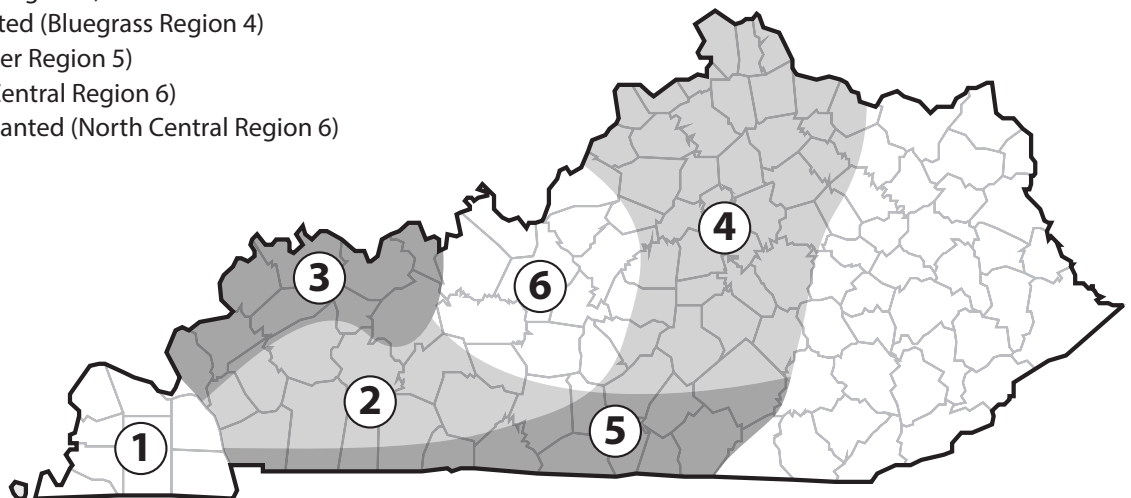 ted (Bluegrass Region 4)
er Region 5)
Central Region 6)
anted (North Central Region 6)
4
3
6
2
5
1